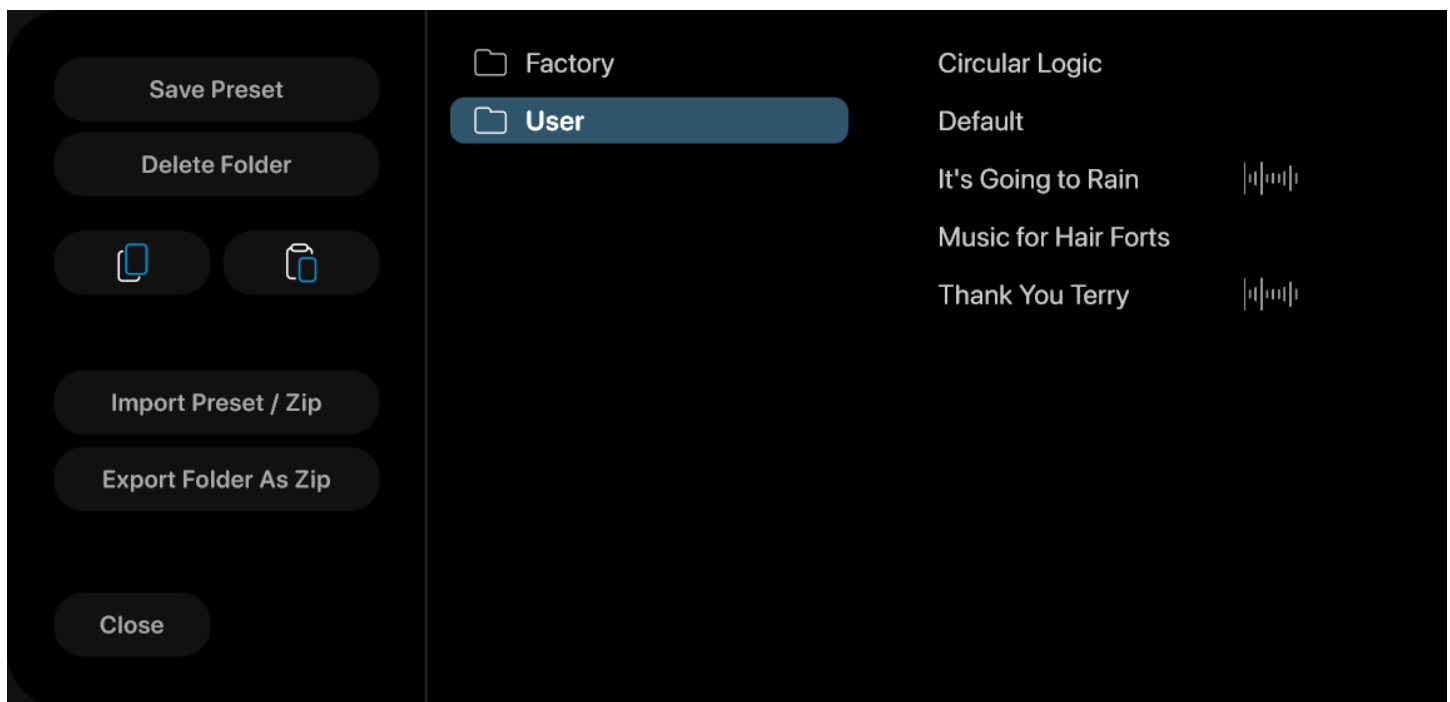 Save Preset
Delete Folder
Import Preset / Zip
Export Folder As Zip
Close
Factory
User
Circular Logic
Default
It's Going to Rain
Music for Hair Forts
Thank You Terry